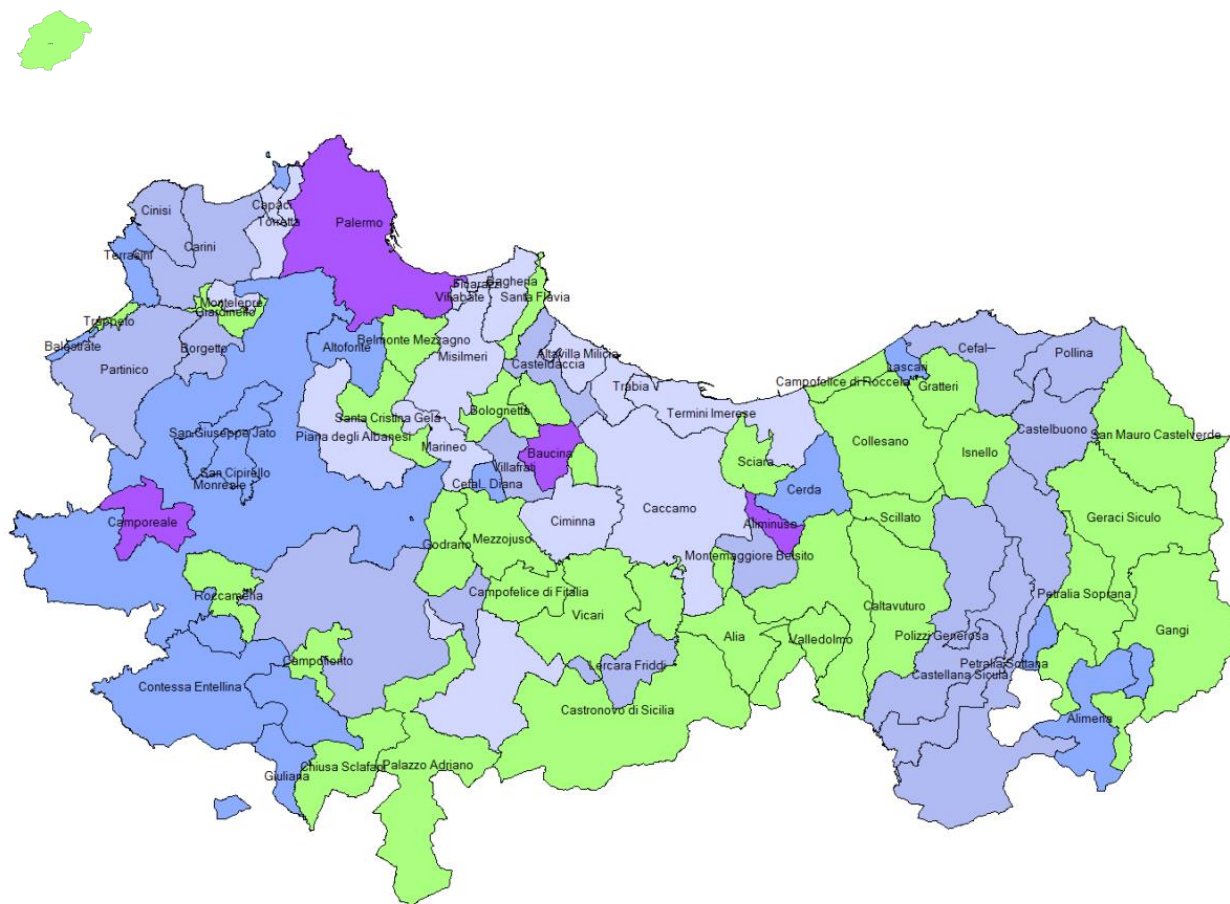 Cinisi
Capaci
Torretta
Palermo
Carini
Terrasini
Bagheria
Ficarazzi
Villabate
Santa Flavia
Montelepre
Giardinello
Trappeto
Belmonte Mezzagno
Balestrate
Borgetto
Altofonte
Misilmeri
Altavilla Milicia
Casteldaccia
Cefal—
Pollina
Partinico
Lascari
Trabia
Campofelice di Roccella
Gratteri
Santa Cristina Gela
Bolognetta
Termini Imerese
San Giuseppe Jato
Piana degli Albanesi
Marineo
Collesano
Castelbuono
San Mauro Castelverde
Baucina
Isnello
Villafrati
Sciara
San Cipirello
Monreale
Cefal_ Diana
Cerda
Caccamo
Camporeale
Ciminna
Aliminusa
Scillato
Geraci Siculo
Godrano
Mezzojuso
Montemaggiore Belsito
Roccamena
Campofelice di Fitalia
Caltavuturo
Petralia Soprana
Vicari
Alia
Valledolmo
Polizzi Generosa
Gangi
Campofiorito
Lercara Friddi
Petralia Sottana
Castellana Sicula
Contessa Entellina
Castronovo di Sicilia
Alimena
Chiusa Sclafani
Palazzo Adriano
Giuliana